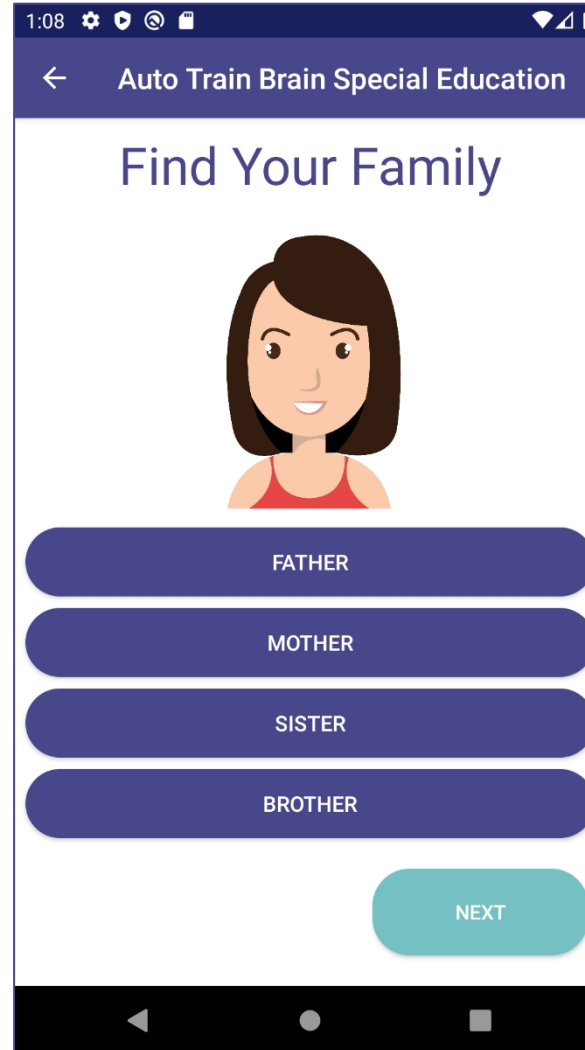 1:08
Auto Train Brain Special Education
Find Your Family
FATHER
MOTHER
SISTER
BROTHER
NEXT